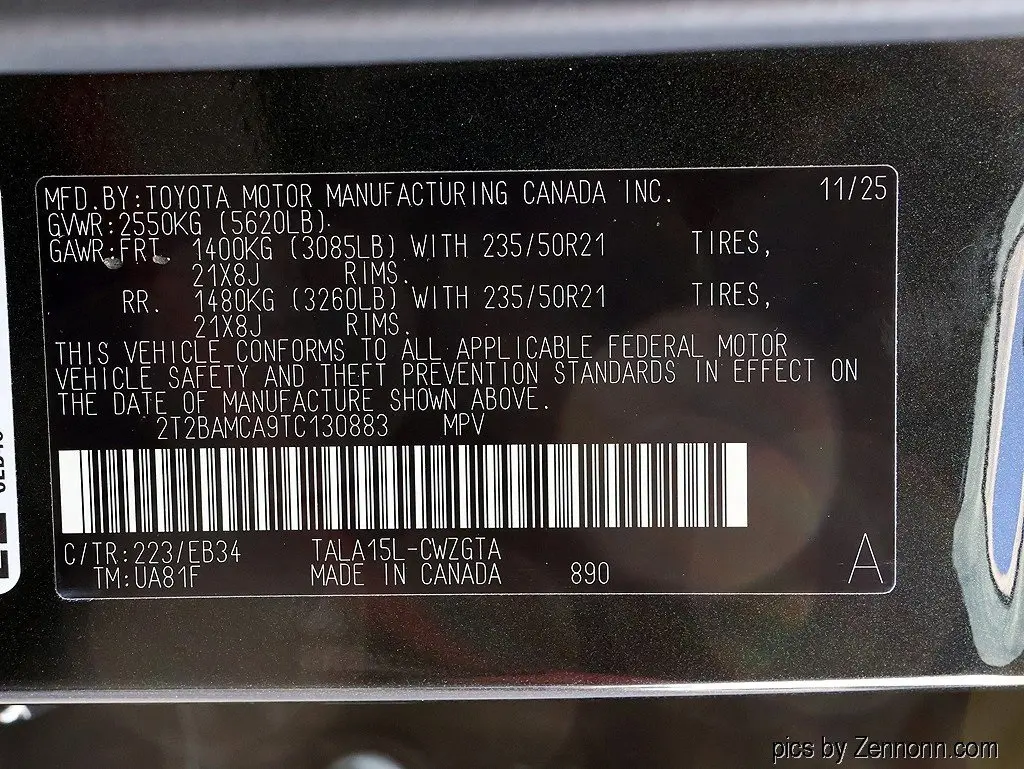 MFD.BY:TOYOTA MOTOR MANUFACTURING CANADA INC. 11/25
GVWR:2550KG (5620LB)
GAWR:FRT. 1400KG (3085LB) WITH 235/50R21 TIRES,
21X8J RIMS.
RR. 1480KG (3260LB) WITH 235/50R21 TIRES,
21X8J RIMS.
THIS VEHICLE CONFORMS TO ALL APPLICABLE FEDERAL MOTOR
VEHICLE SAFETY AND THEFT PREVENTION STANDARDS IN EFFECT ON
THE DATE OF MANUFACTURE SHOWN ABOVE.
2T2BAMCA9TC130883 MPV
C/TR:223/EB34 TALA15L-CWZGTA
TM:UA81F MADE IN CANADA 890 A
pics by Zennonn.com